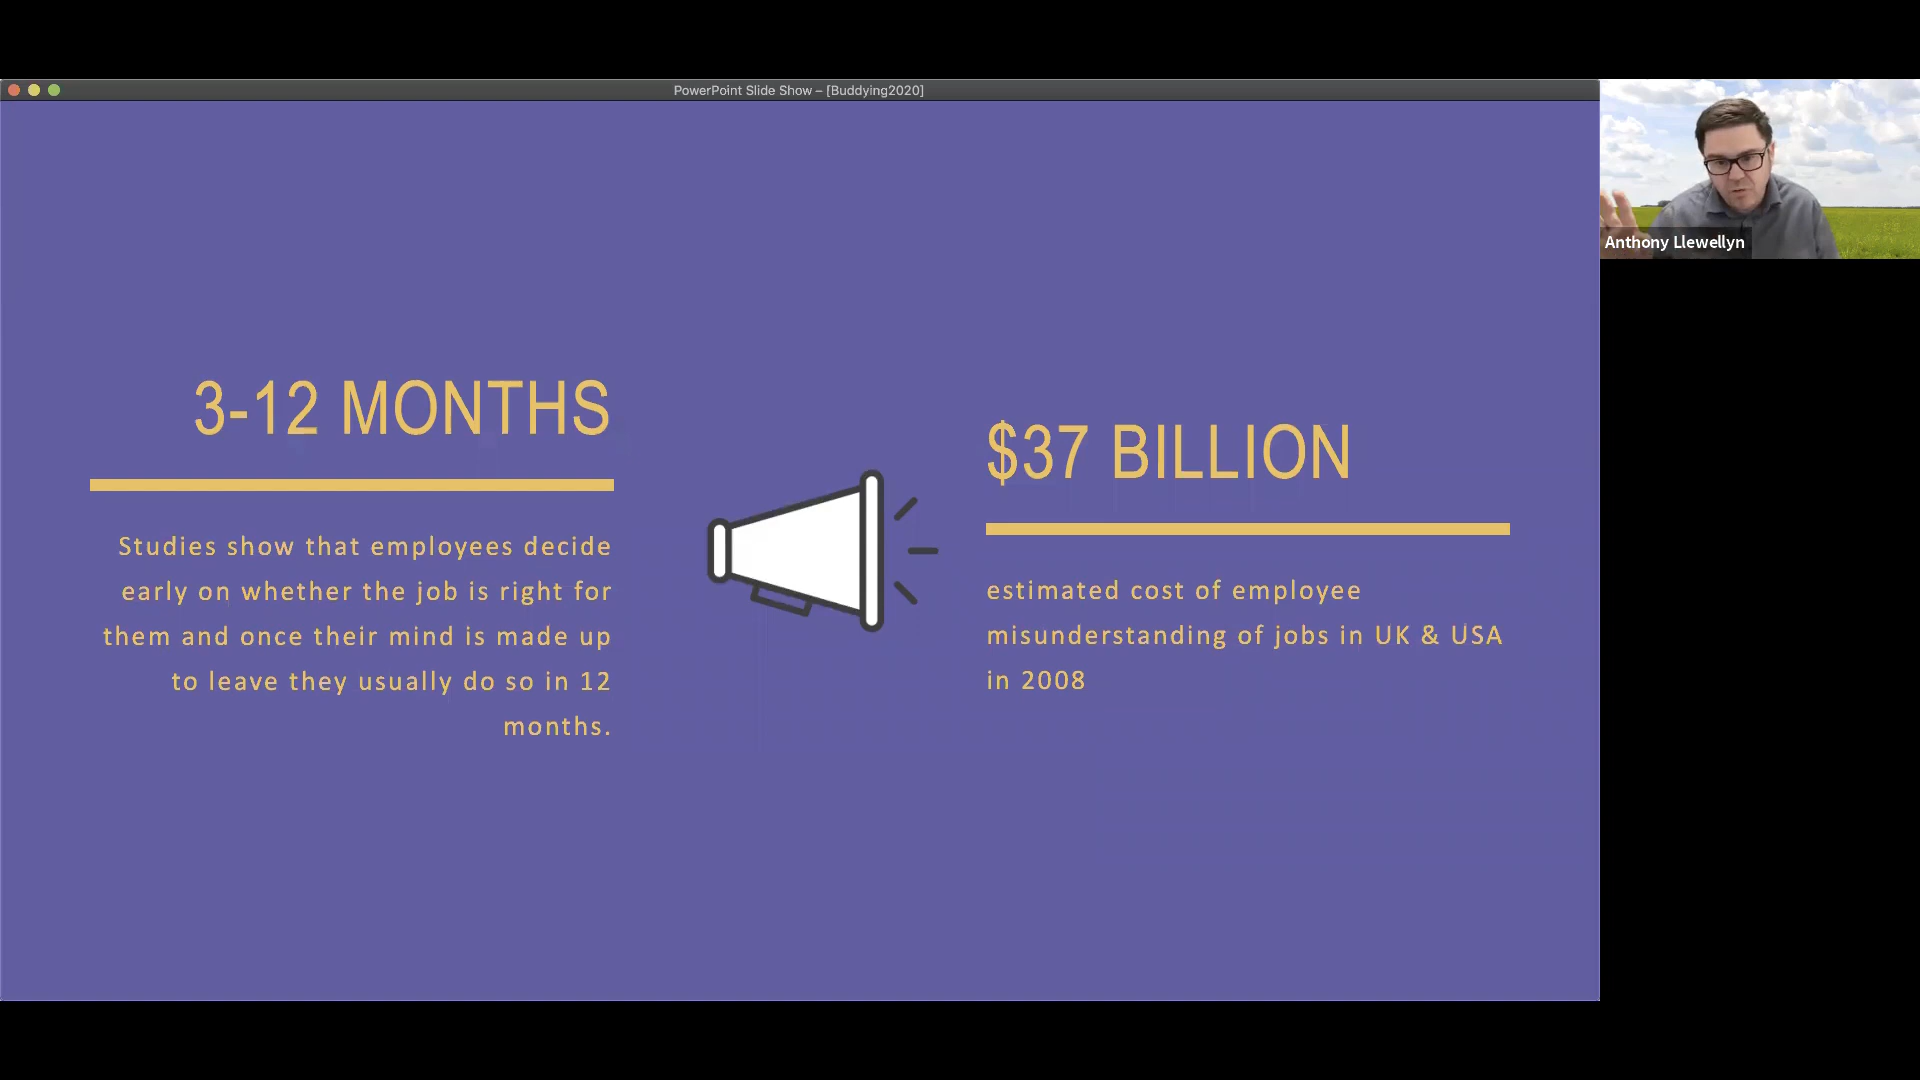 PowerPoint Slide Show – [Buddying2020]
Anthony Llewellyn
3-12 MONTHS
Studies show that employees decide
early on whether the job is right for
them and once their mind is made up
to leave they usually do so in 12
months.
$37 BILLION
estimated cost of employee
misunderstanding of jobs in UK & USA
in 2008